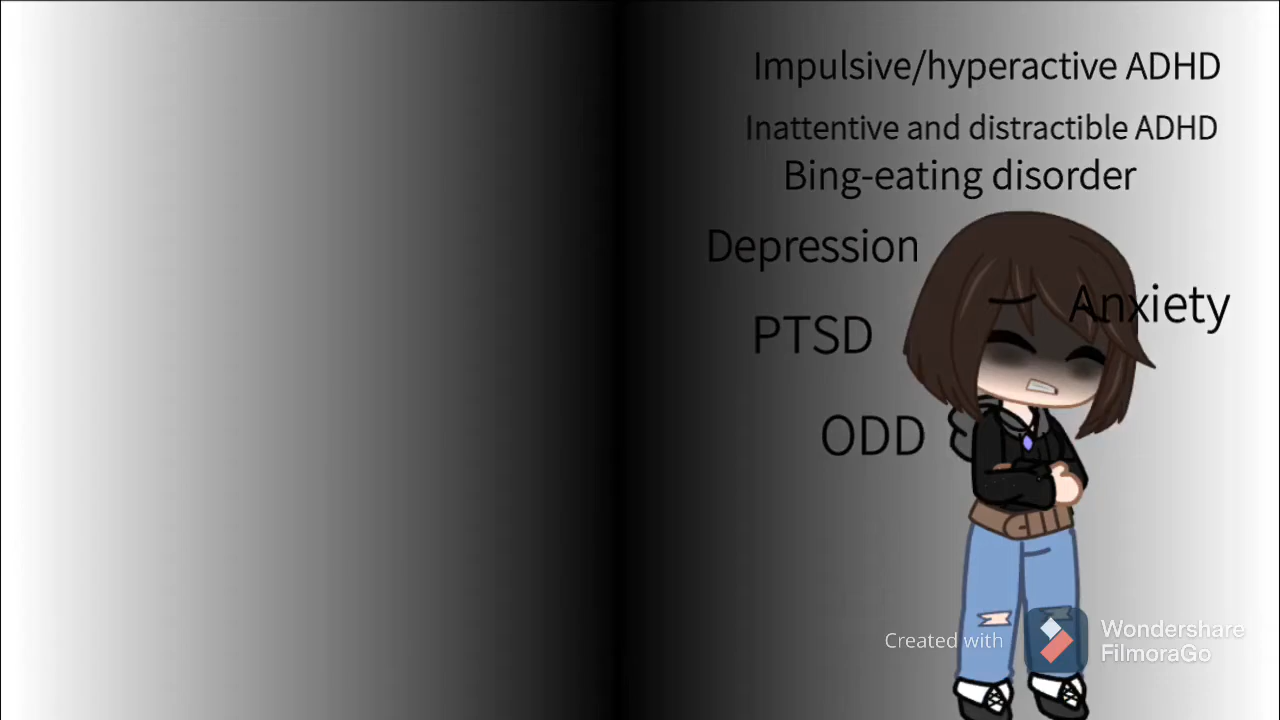 Impulsive/hyperactive ADHD
Inattentive and distractible ADHD
Bing-eating disorder
Depression
Anxiety
PTSD
ODD
Created with
Wondershare
FilmoraGo